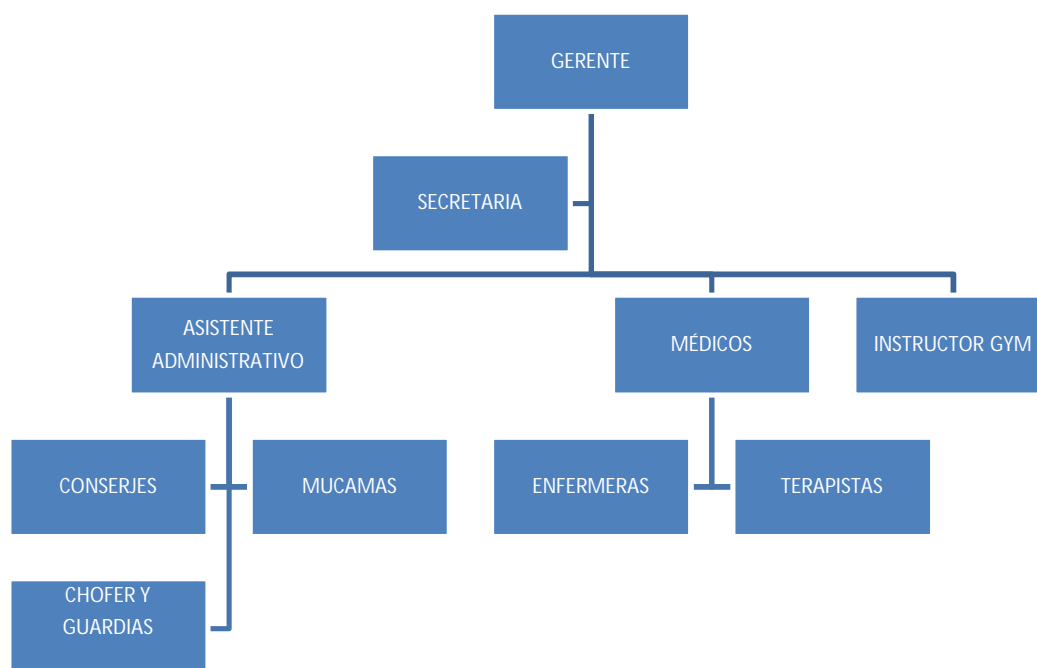 GERENTE
SECRETARIA
ASISTENTE
ADMINISTRATIVO
MÉDICOS
INSTRUCTOR GYM
CONSERJES
MUCAMAS
ENFERMERAS
TERAPISTAS
CHOFER Y
GUARDIAS